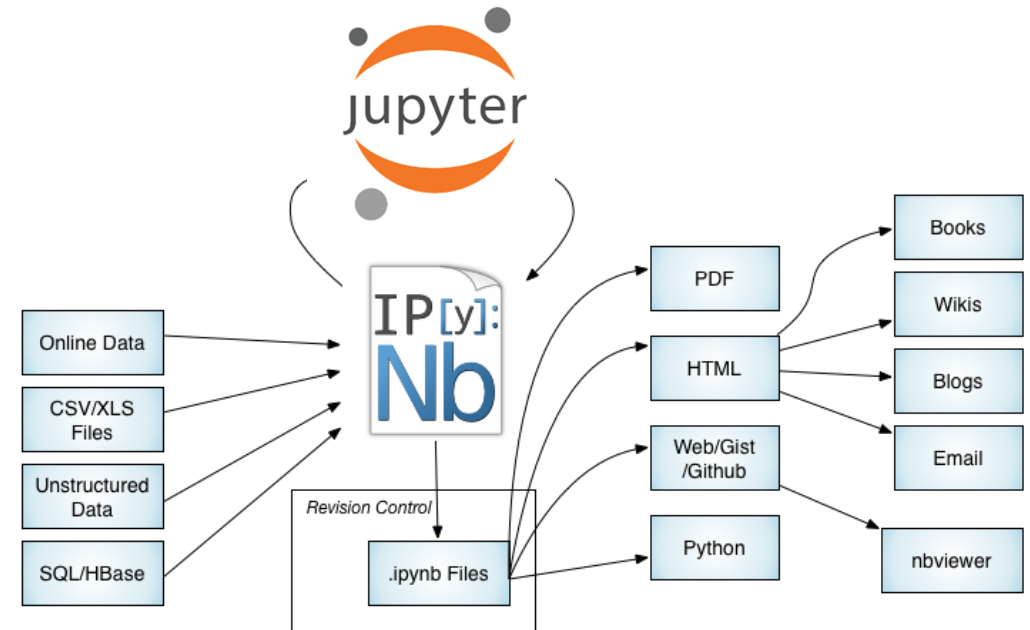 jupyter
IP[y]:
Nb
Online Data
CSV/XLS
Files
Unstructured
Data
SQL/HBase
Revision Control
.ipynb Files
PDF
HTML
Web/Gist
/Github
Python
Books
Wikis
Blogs
Email
nbviewer